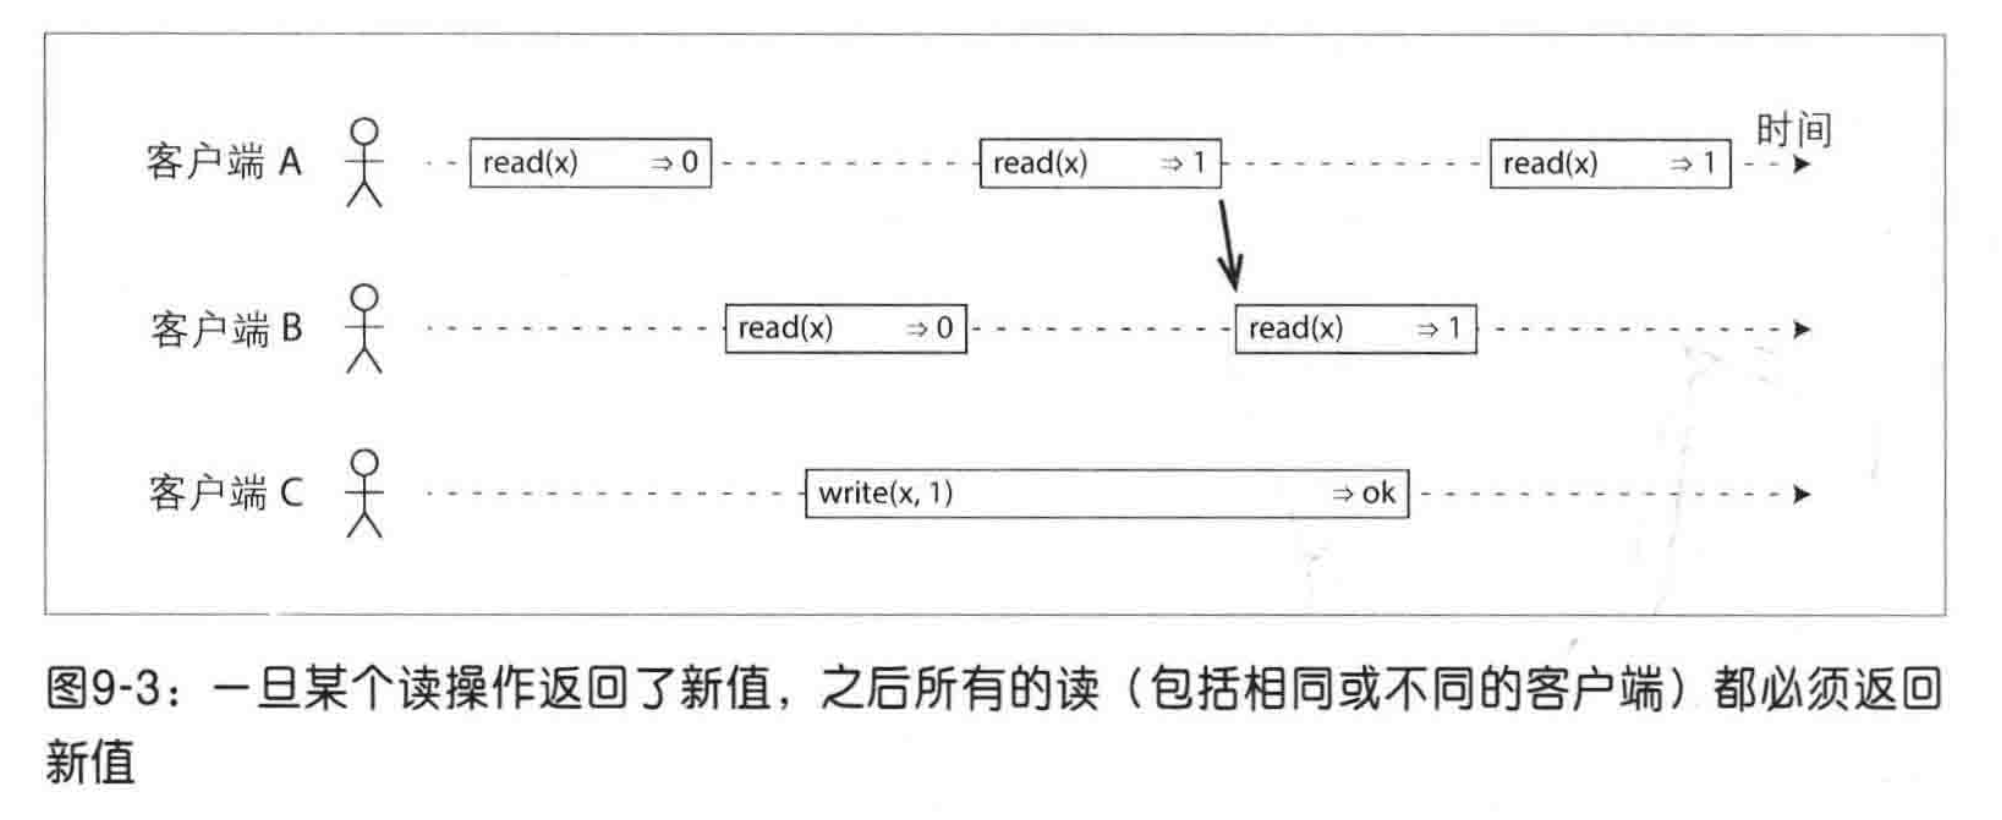 时间
客户端 A read(x) ⇒ 0 read(x) ⇒ 1 read(x) ⇒ 1
客户端 B read(x) ⇒ 0 read(x) ⇒ 1
客户端 C write(x, 1) ⇒ ok
图9-3：一旦某个读操作返回了新值，之后所有的读（包括相同或不同的客户端）都必须返回
新值